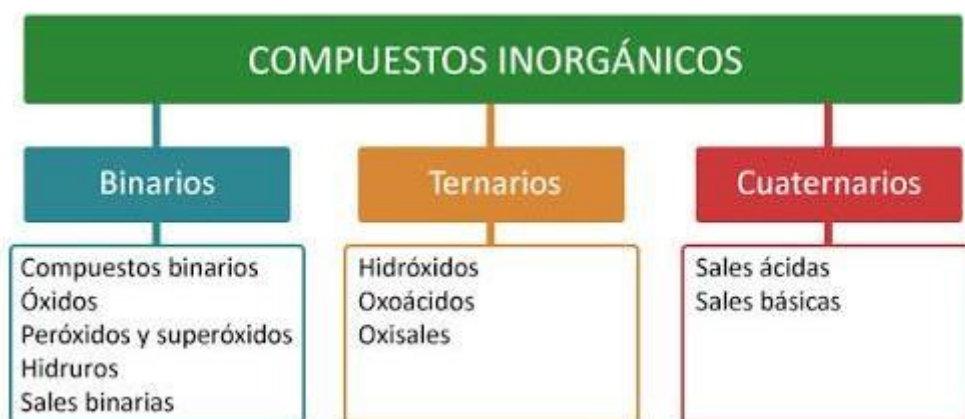 COMPUESTOS INORGÁNICOS
Binarios
Compuestos binarios
Óxidos
Peróxidos y superóxidos
Hidruros
Sales binarias
Ternarios
Hidróxidos
Oxoácidos
Oxisales
Cuaternarios
Sales ácidas
Sales básicas